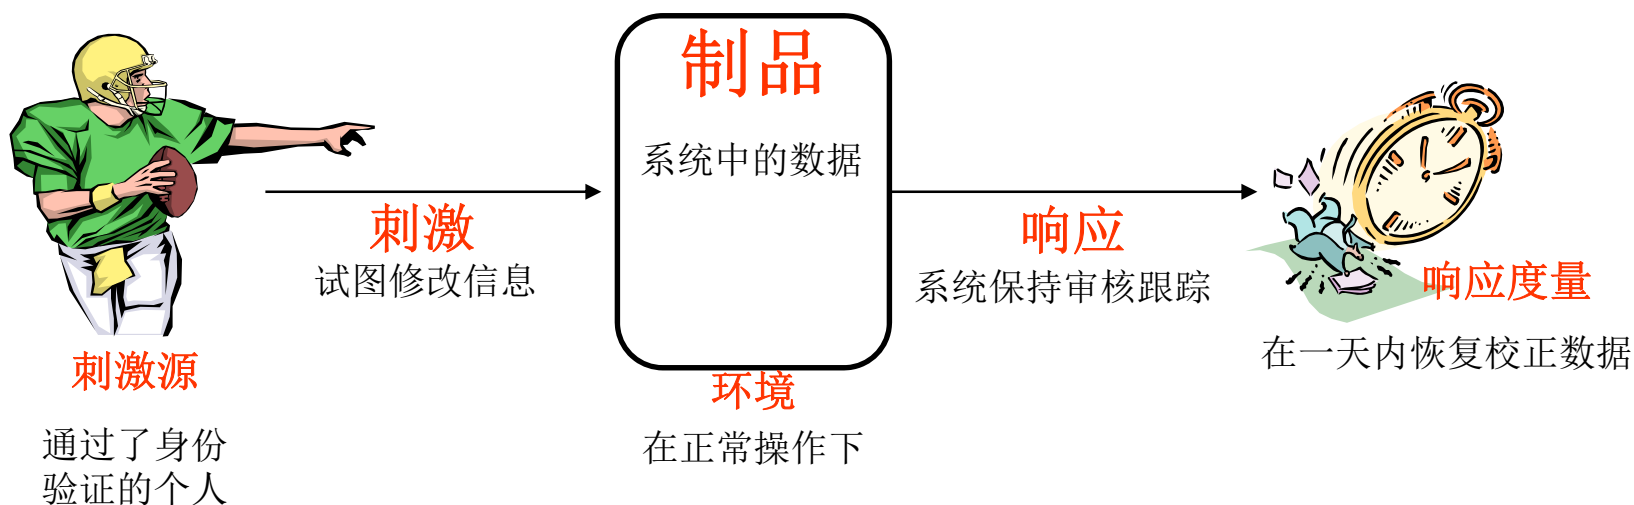 刺激源
通过了身份
验证的个人
刺激
试图修改信息
制品
系统中的数据
环境
在正常操作下
响应
系统保持审核跟踪
响应度量
在一天内恢复校正数据